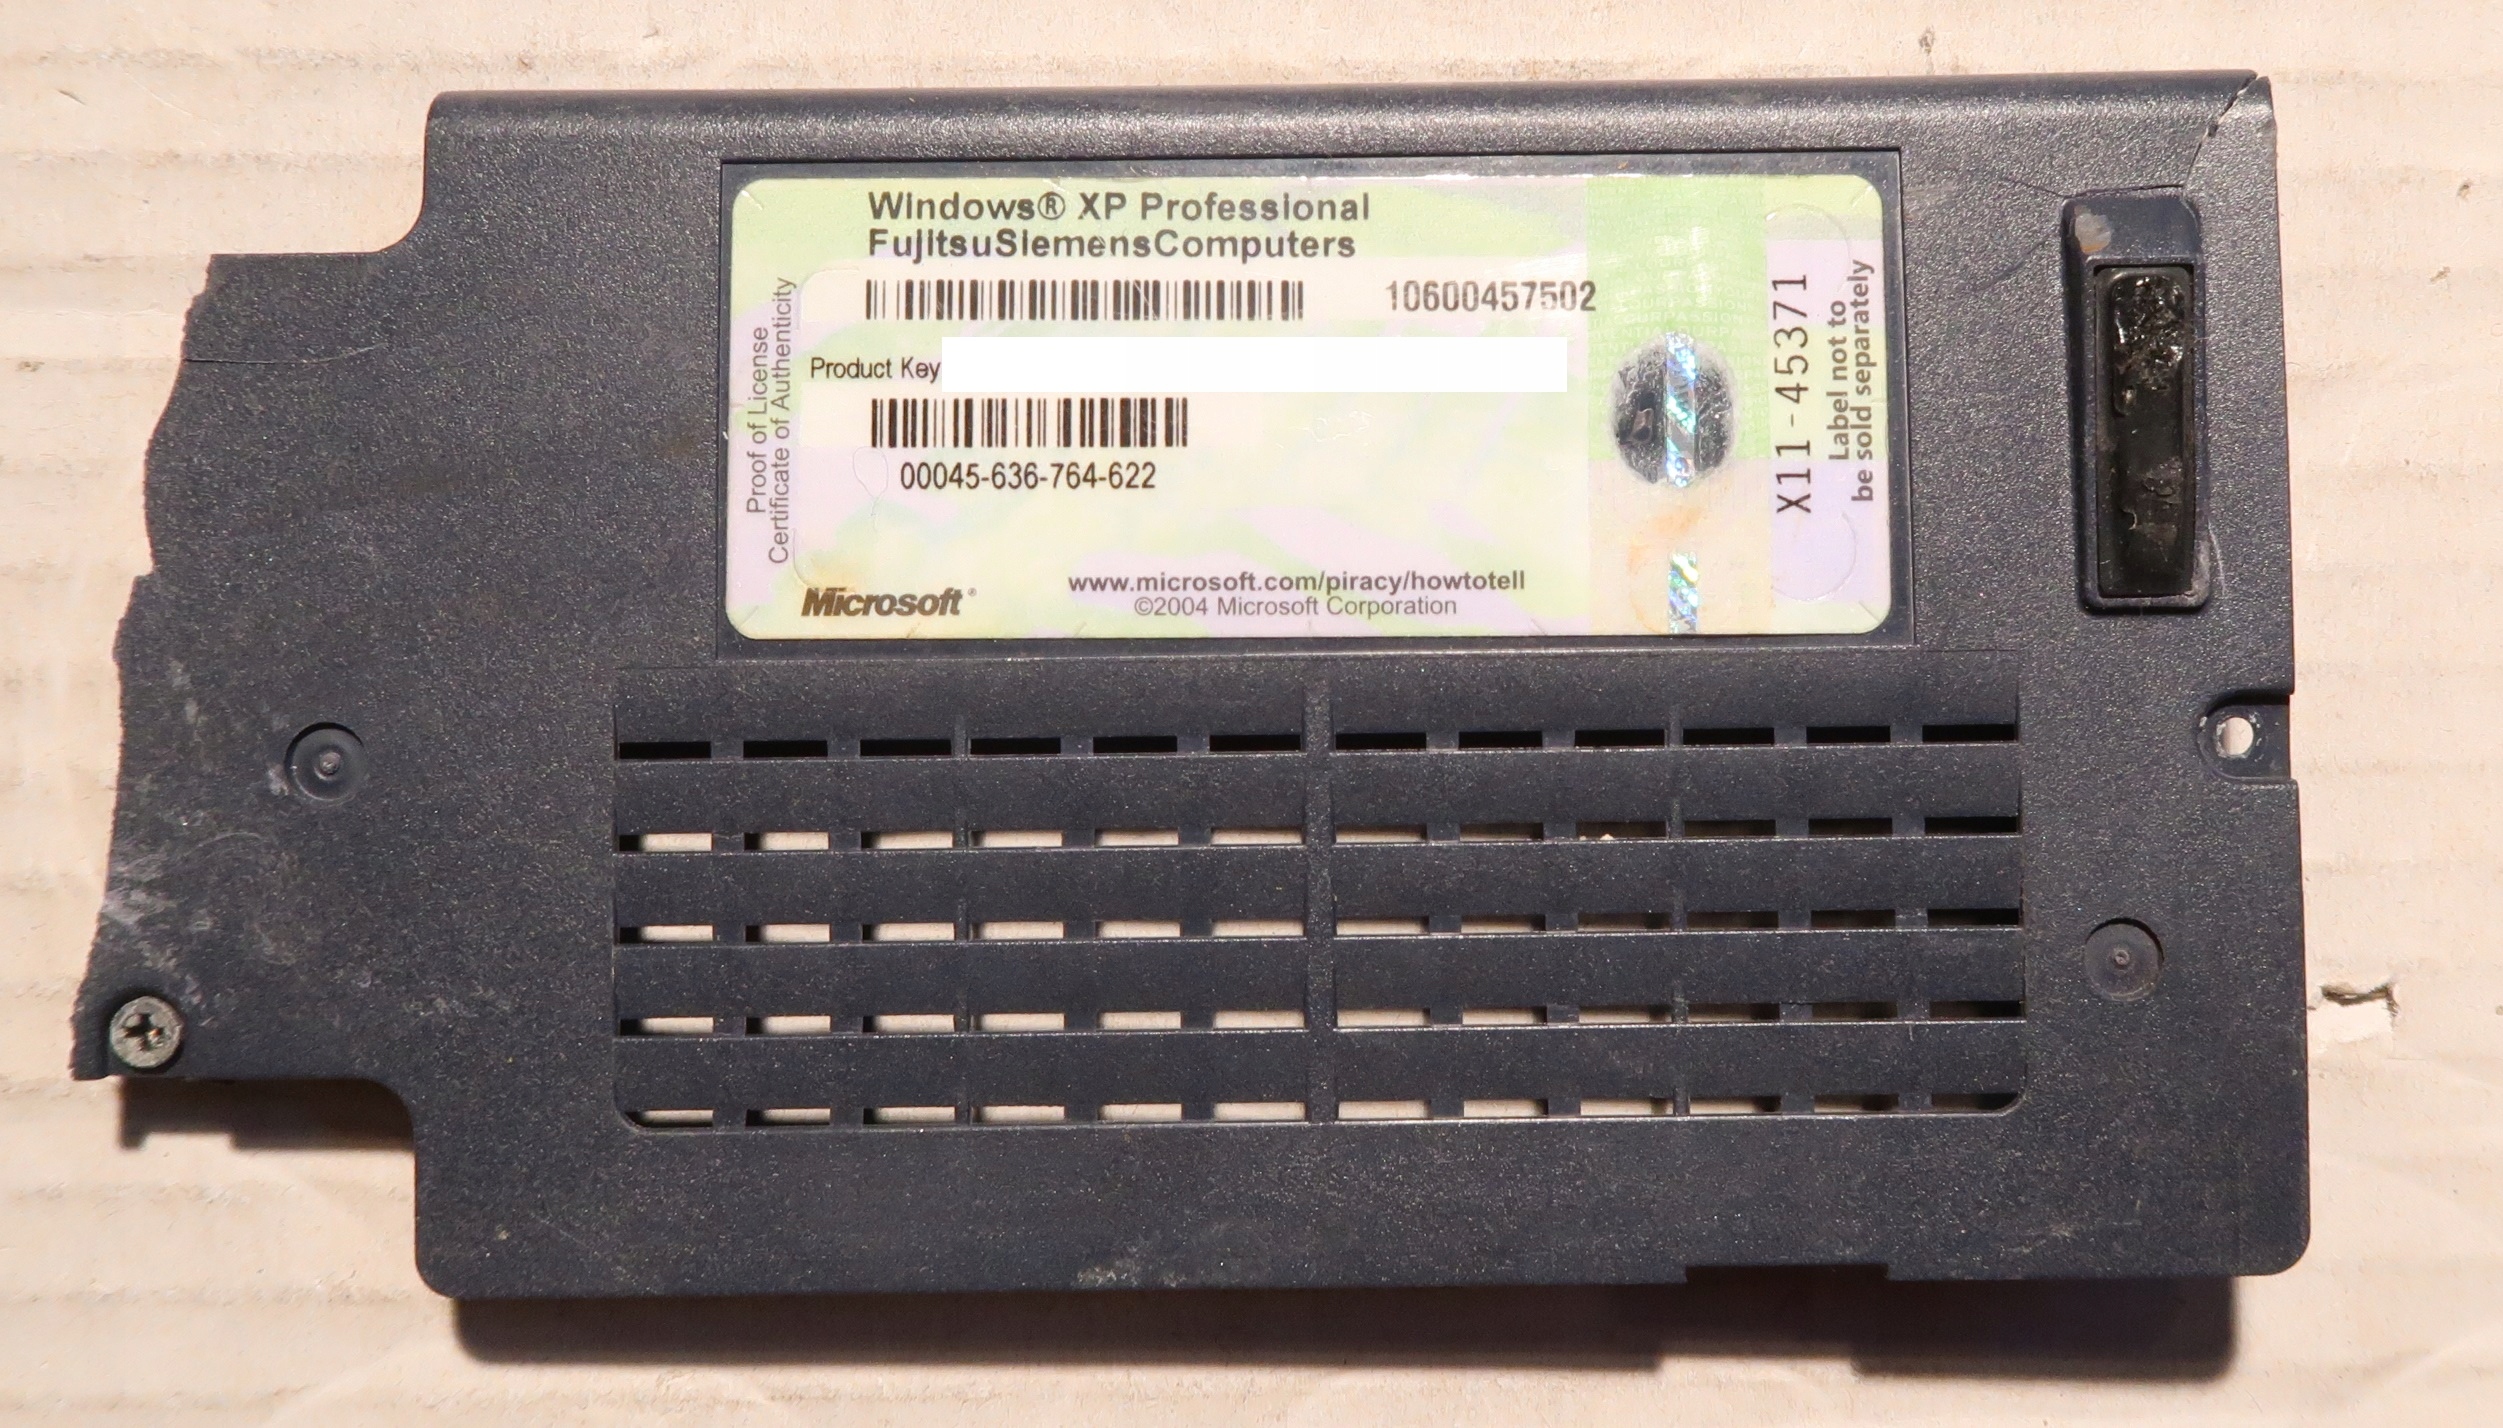 Windows® XP Professional
FujitsuSiemensComputers
10600457502
Product Key
00045-636-764-622
Proof of License
Certificate of Authenticity
Microsoft®
www.microsoft.com/piracy/howtotell
©2004 Microsoft Corporation
X11-45371
Label not to
be sold separately